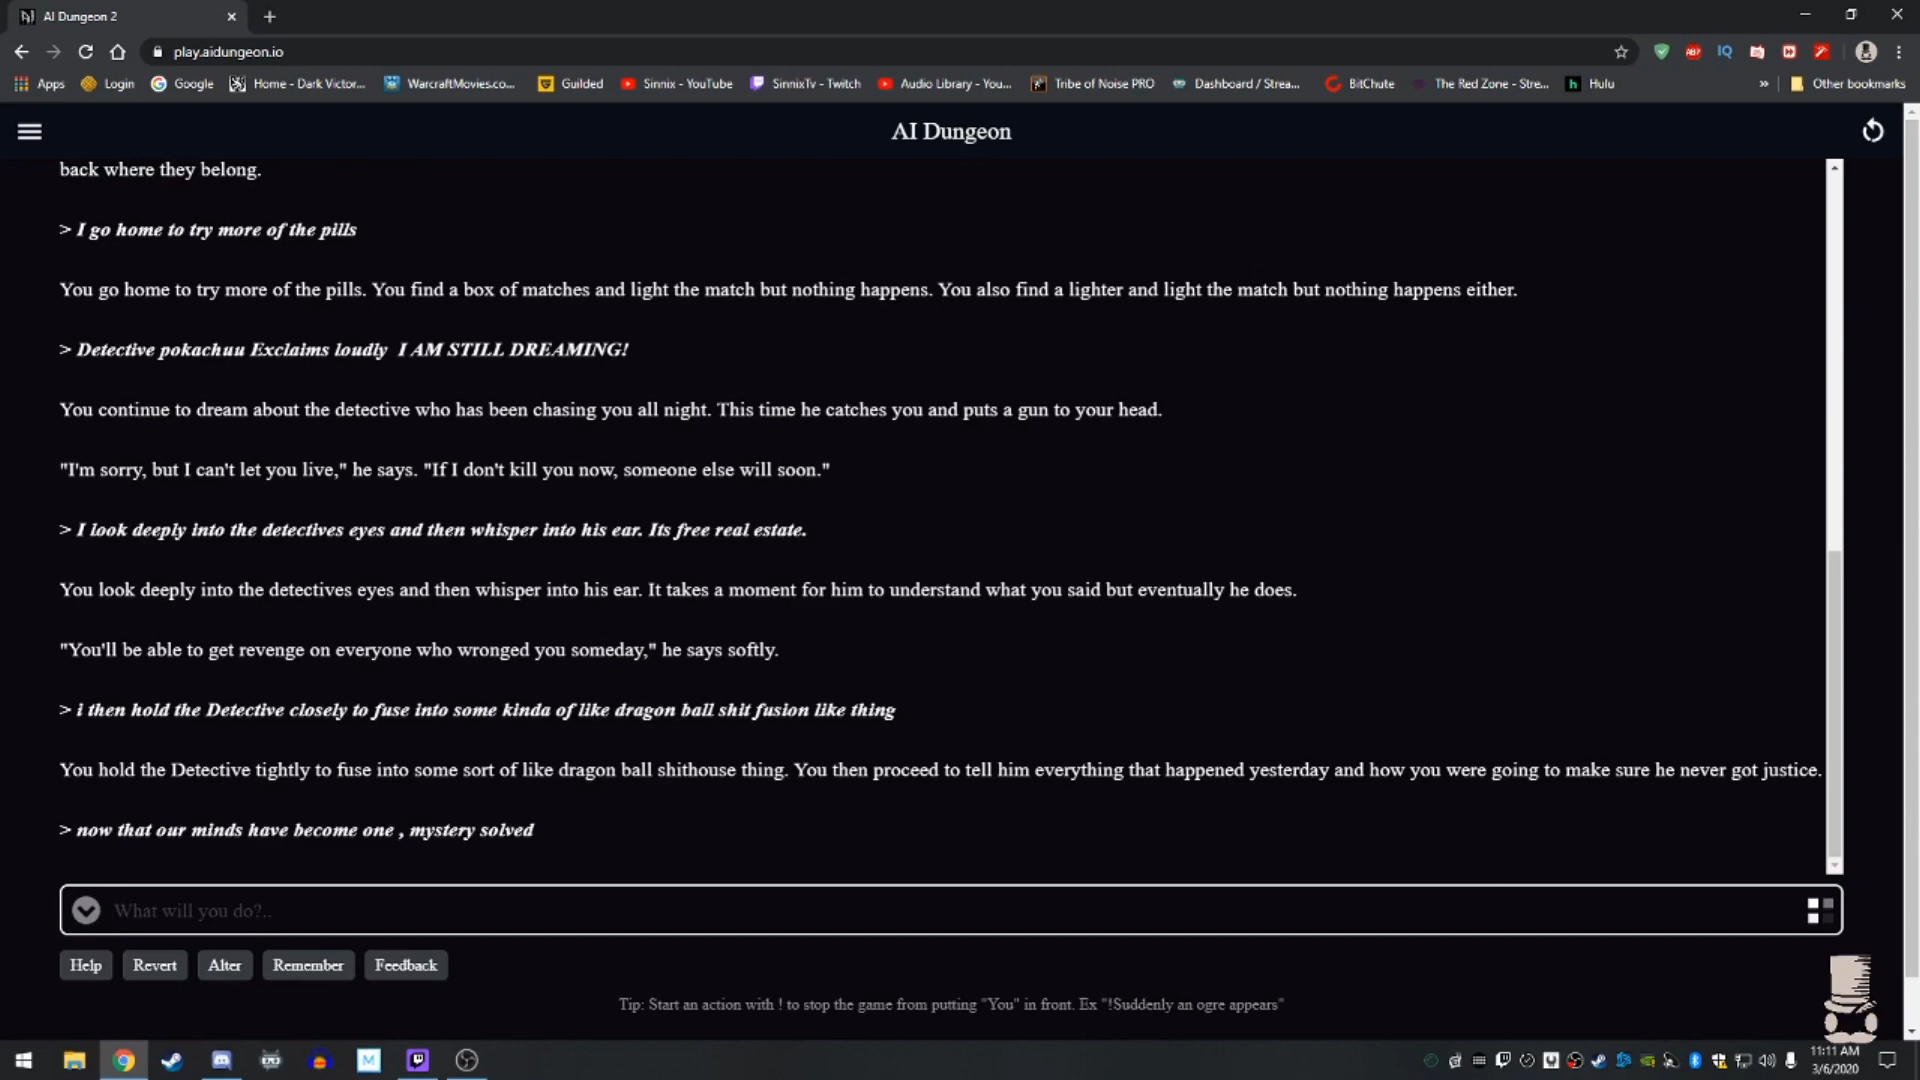 AI Dungeon 2
play.aidungeon.io
Apps Login Google Home - Dark Victor... WarcraftMovies.co... Guilded Sinnix - YouTube SinnixTv - Twitch Audio Library - You... Tribe of Noise PRO Dashboard / Strea... BitChute The Red Zone - Stre... Hulu » Other bookmarks
AI Dungeon
back where they belong.
> I go home to try more of the pills
You go home to try more of the pills. You find a box of matches and light the match but nothing happens. You also find a lighter and light the match but nothing happens either.
> Detective pokachuu Exclaims loudly I AM STILL DREAMING!
You continue to dream about the detective who has been chasing you all night. This time he catches you and puts a gun to your head.
"I'm sorry, but I can't let you live," he says. "If I don't kill you now, someone else will soon."
> I look deeply into the detectives eyes and then whisper into his ear. Its free real estate.
You look deeply into the detectives eyes and then whisper into his ear. It takes a moment for him to understand what you said but eventually he does.
"You'll be able to get revenge on everyone who wronged you someday," he says softly.
> i then hold the Detective closely to fuse into some kinda of like dragon ball shit fusion like thing
You hold the Detective tightly to fuse into some sort of like dragon ball shithouse thing. You then proceed to tell him everything that happened yesterday and how you were going to make sure he never got justice.
> now that our minds have become one , mystery solved
What will you do?..
Help Revert Alter Remember Feedback
Tip: Start an action with ! to stop the game from putting "You" in front. Ex "!Suddenly an ogre appears"
11:11 AM
3/6/2020